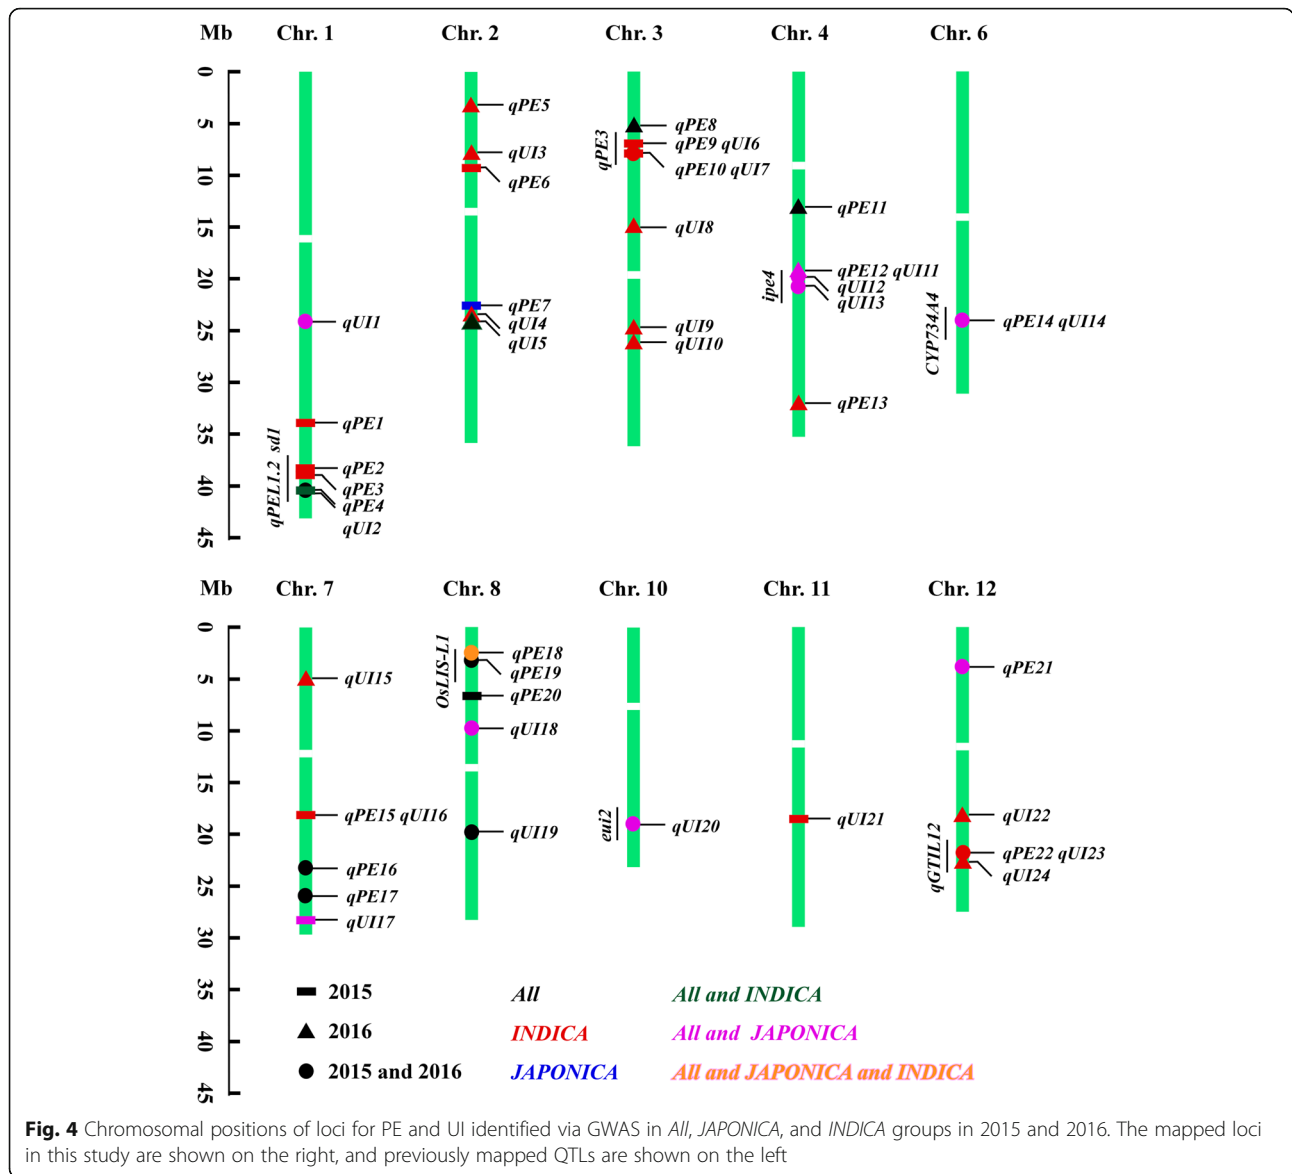 Mb Chr. 1 Chr. 2 Chr. 3 Chr. 4 Chr. 6
0
5
10
15
20
25
30
35
40
45
qUI1
qPE1
qPE2
qPE3
qPE4
qUI2
qPEL1.2 sd1
qPE5
qUI3
qPE6
qPE7
qUI4
qUI5
qPE3
qPE8
qPE9 qUI6
qPE10 qUI7
qUI8
qUI9
qUI10
qPE11
ipe4
qPE12 qUI11
qUI12
qUI13
qPE13
CYP734A4
qPE14 qUI14
Mb Chr. 7 Chr. 8 Chr. 10 Chr. 11 Chr. 12
0
5
10
15
20
25
30
35
40
45
qUI15
qPE15 qUI16
qPE16
qPE17
qUI17
OsLIS-L1
qPE18
qPE19
qPE20
qUI18
qUI19
eui2
qUI20
qUI21
qPE21
qUI22
qGTIL12
qPE22 qUI23
qUI24
2015 All All and INDICA
2016 INDICA All and JAPONICA
2015 and 2016 JAPONICA All and JAPONICA and INDICA
Fig. 4 Chromosomal positions of loci for PE and UI identified via GWAS in All, JAPONICA, and INDICA groups in 2015 and 2016. The mapped loci
in this study are shown on the right, and previously mapped QTLs are shown on the left